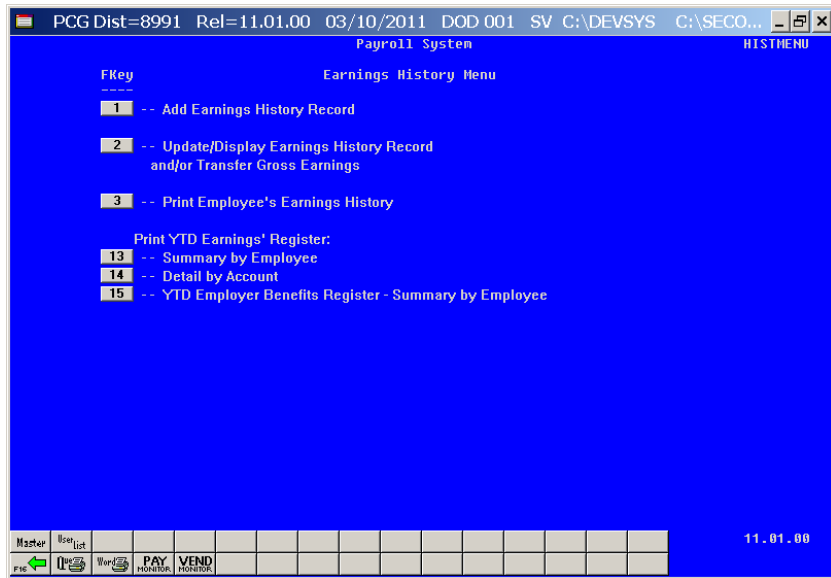 PCG Dist=8991 Rel=11.01.00 03/10/2011 DOD 001 SV C:\DEVSYS C:\SECO...
Payroll System HISTMENU
FKey Earnings History Menu
----
1 -- Add Earnings History Record
2 -- Update/Display Earnings History Record
and/or Transfer Gross Earnings
3 -- Print Employee's Earnings History
Print YTD Earnings' Register:
13 -- Summary by Employee
14 -- Detail by Account
15 -- YTD Employer Benefits Register - Summary by Employee
Master User list 11.01.00
F16 Que Word PAY MONITOR VEND MONITOR